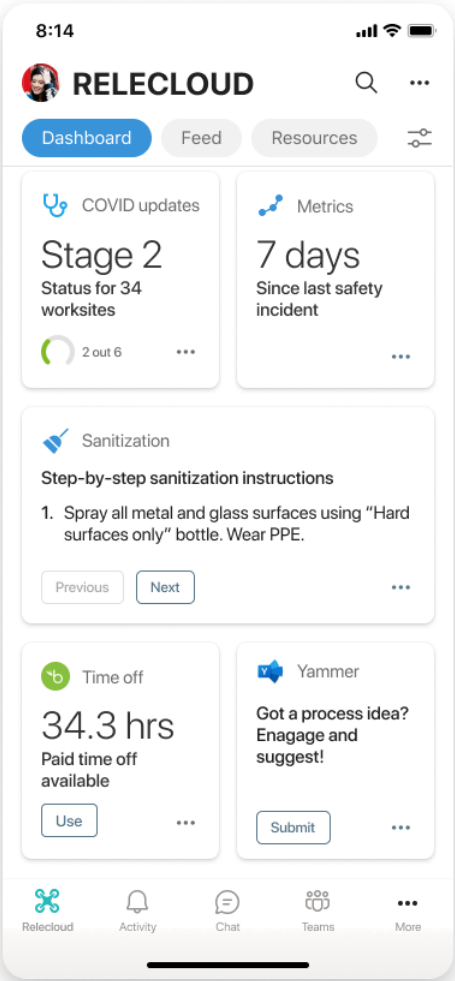 8:14
RELECLOUD
Dashboard
Feed
Resources
COVID updates
Stage 2
Status for 34
worksites
2 out 6
Metrics
7 days
Since last safety
incident
Sanitization
Step-by-step sanitization instructions
1. Spray all metal and glass surfaces using “Hard
surfaces only” bottle. Wear PPE.
Previous
Next
Time off
34.3 hrs
Paid time off
available
Use
Yammer
Got a process idea?
Enagage and
suggest!
Submit
Relecloud
Activity
Chat
Teams
More